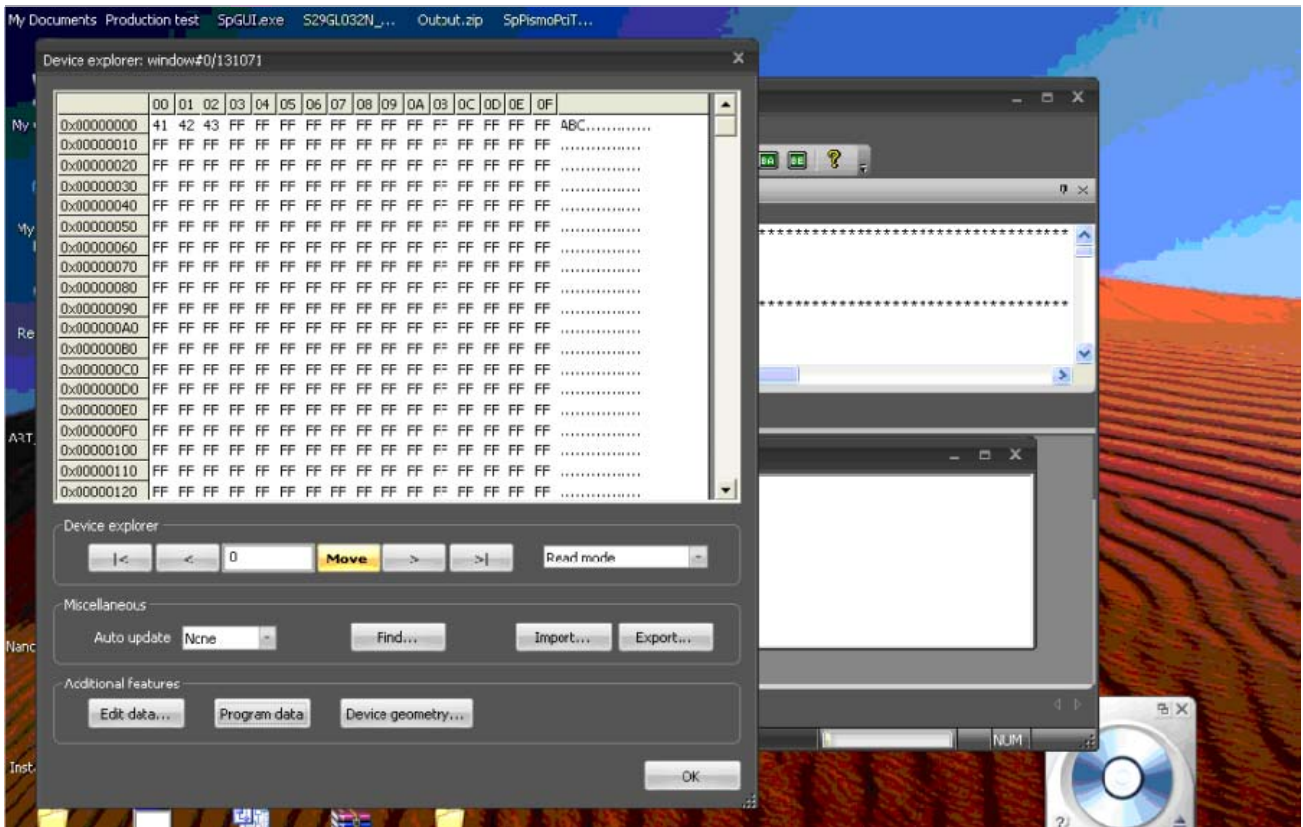 My Documents Production test SpGUI.exe S29GL032N_... Output.zip SpPismoPciT...
Device explorer: window#0/131071
00 01 02 03 04 05 06 07 08 09 0A 0B 0C 0D 0E 0F
0x00000000 41 42 43 FF FF FF FF FF FF FF FF FF FF FF FF FF ABC.............
0x00000010 FF FF FF FF FF FF FF FF FF FF FF FF FF FF FF FF ................
0x00000020 FF FF FF FF FF FF FF FF FF FF FF FF FF FF FF FF ................
0x00000030 FF FF FF FF FF FF FF FF FF FF FF FF FF FF FF FF ................
0x00000040 FF FF FF FF FF FF FF FF FF FF FF FF FF FF FF FF ................
0x00000050 FF FF FF FF FF FF FF FF FF FF FF FF FF FF FF FF ................
0x00000060 FF FF FF FF FF FF FF FF FF FF FF FF FF FF FF FF ................
0x00000070 FF FF FF FF FF FF FF FF FF FF FF FF FF FF FF FF ................
0x00000080 FF FF FF FF FF FF FF FF FF FF FF FF FF FF FF FF ................
0x00000090 FF FF FF FF FF FF FF FF FF FF FF FF FF FF FF FF ................
0x000000A0 FF FF FF FF FF FF FF FF FF FF FF FF FF FF FF FF ................
0x000000B0 FF FF FF FF FF FF FF FF FF FF FF FF FF FF FF FF ................
0x000000C0 FF FF FF FF FF FF FF FF FF FF FF FF FF FF FF FF ................
0x000000D0 FF FF FF FF FF FF FF FF FF FF FF FF FF FF FF FF ................
0x000000E0 FF FF FF FF FF FF FF FF FF FF FF FF FF FF FF FF ................
0x000000F0 FF FF FF FF FF FF FF FF FF FF FF FF FF FF FF FF ................
0x00000100 FF FF FF FF FF FF FF FF FF FF FF FF FF FF FF FF ................
0x00000110 FF FF FF FF FF FF FF FF FF FF FF FF FF FF FF FF ................
0x00000120 FF FF FF FF FF FF FF FF FF FF FF FF FF FF FF FF ................
My
My
Re
ART
Nanc
Inst
Device explorer
|< < 0 Move > >| Read mode
Miscellaneous
Auto update None Find... Import... Export...
Additional features
Edit data... Program data Device geometry...
OK
NUM